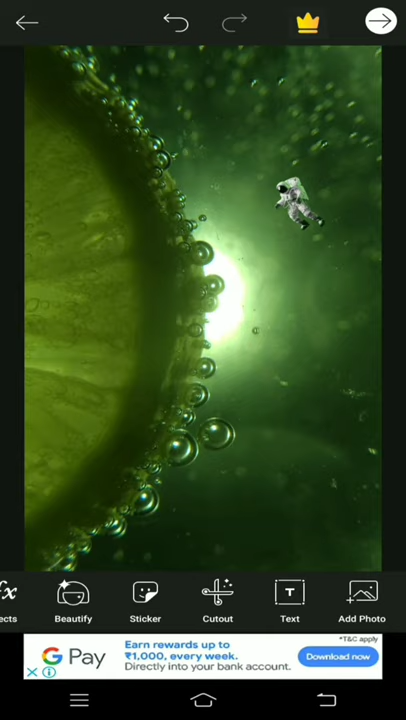 fx
ects
Beautify
Sticker
Cutout
T
Text
Add Photo
*T&C apply
G Pay
Earn rewards up to
₹1,000, every week.
Directly into your bank account.
Download now